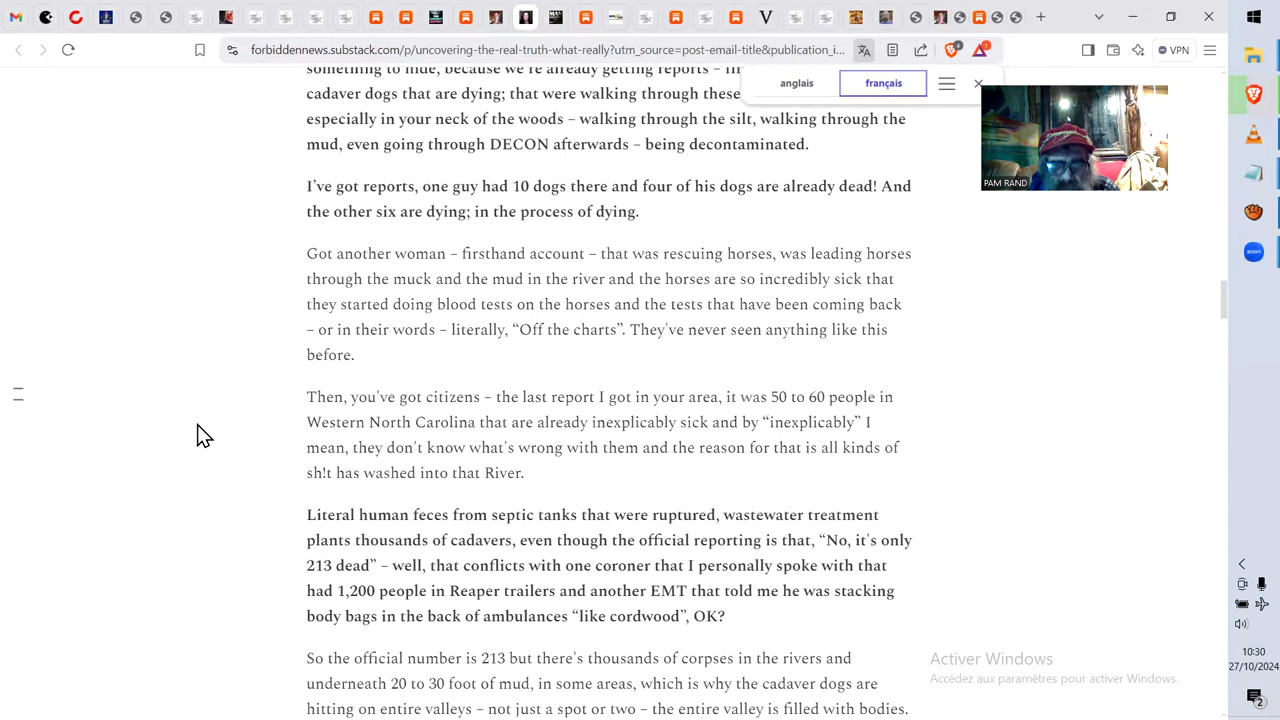 forbiddennews.substack.com/p/uncovering-the-real-truth-what-really?utm_source=post-email-title&publication_i...
VPN
something to hide, because we're already getting reports –
anglais
français
cadaver dogs that are dying; that were walking through these
especially in your neck of the woods – walking through the silt, walking through the
mud, even going through DECON afterwards – being decontaminated.
PAM RAND
I've got reports, one guy had 10 dogs there and four of his dogs are already dead! And
the other six are dying; in the process of dying.
Got another woman – firsthand account – that was rescuing horses, was leading horses
through the muck and the mud in the river and the horses are so incredibly sick that
they started doing blood tests on the horses and the tests that have been coming back
– or in their words – literally, “Off the charts”. They've never seen anything like this
before.
Then, you've got citizens – the last report I got in your area, it was 50 to 60 people in
Western North Carolina that are already inexplicably sick and by “inexplicably” I
mean, they don't know what's wrong with them and the reason for that is all kinds of
sh!t has washed into that River.
Literal human feces from septic tanks that were ruptured, wastewater treatment
plants thousands of cadavers, even though the official reporting is that, “No, it's only
213 dead” – well, that conflicts with one coroner that I personally spoke with that
had 1,200 people in Reaper trailers and another EMT that told me he was stacking
body bags in the back of ambulances “like cordwood”, OK?
So the official number is 213 but there's thousands of corpses in the rivers and
underneath 20 to 30 foot of mud, in some areas, which is why the cadaver dogs are
hitting on entire valleys – not just a spot or two – the entire valley is filled with bodies.
Activer Windows
Accédez aux paramètres pour activer Windows.
zoom
10:30
27/10/2024
2